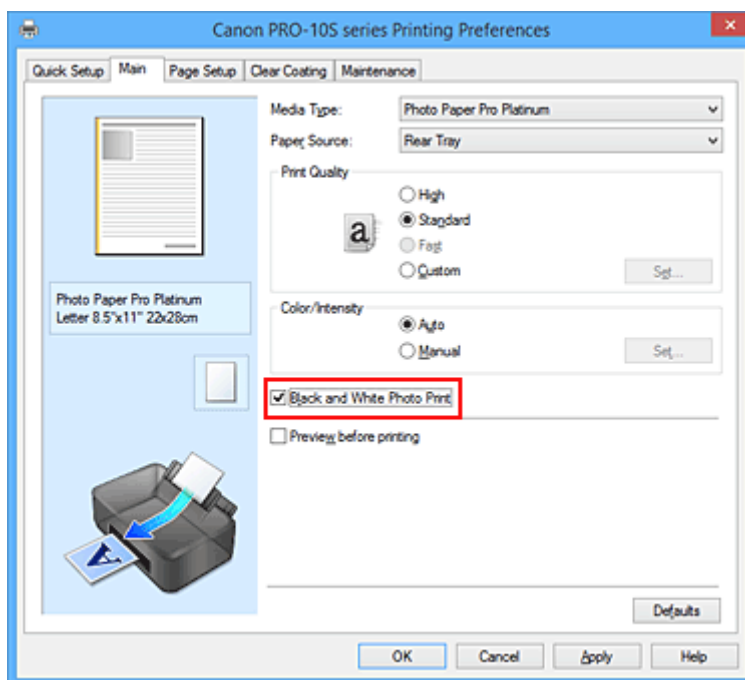 Canon PRO-10S series Printing Preferences
Quick Setup Main Page Setup Clear Coating Maintenance
Media Type: Photo Paper Pro Platinum
Paper Source: Rear Tray
Print Quality
High
a Standard
Fast
Custom Set...
Photo Paper Pro Platinum
Letter 8.5"x11" 22x28cm
Color/Intensity
Auto
Manual Set...
Black and White Photo Print
Preview before printing
A
Defaults
OK Cancel Apply Help